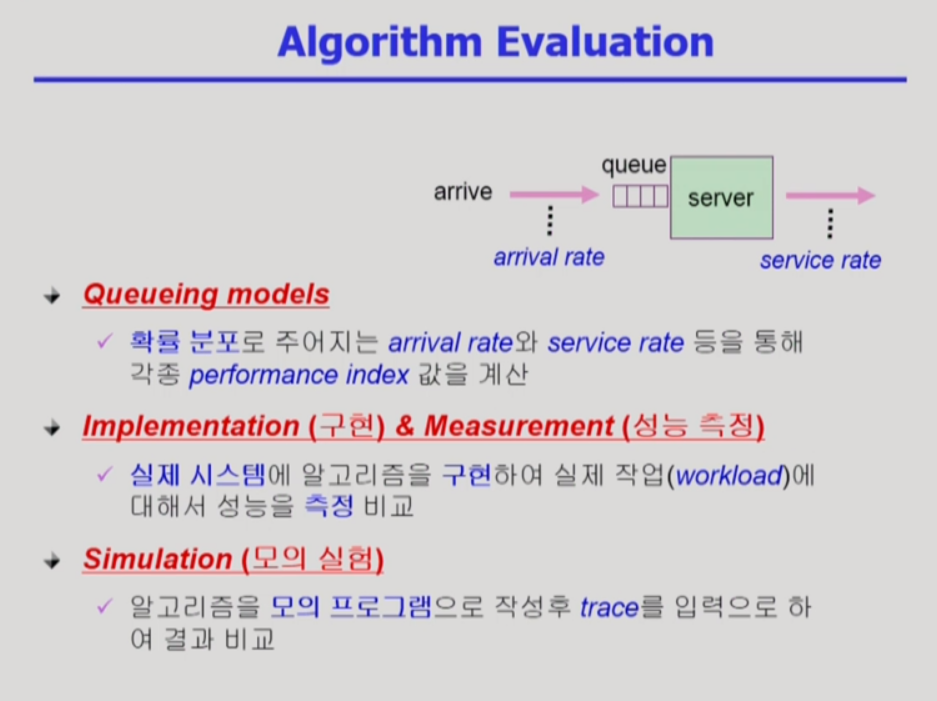 Algorithm Evaluation
queue
arrive
server
arrival rate
service rate
Queueing models
✓ 확률 분포로 주어지는 arrival rate와 service rate 등을 통해
각종 performance index 값을 계산
Implementation (구현) & Measurement (성능 측정)
✓ 실제 시스템에 알고리즘을 구현하여 실제 작업(workload)에
대해서 성능을 측정 비교
Simulation (모의 실험)
✓ 알고리즘을 모의 프로그램으로 작성후 trace를 입력으로 하
여 결과 비교